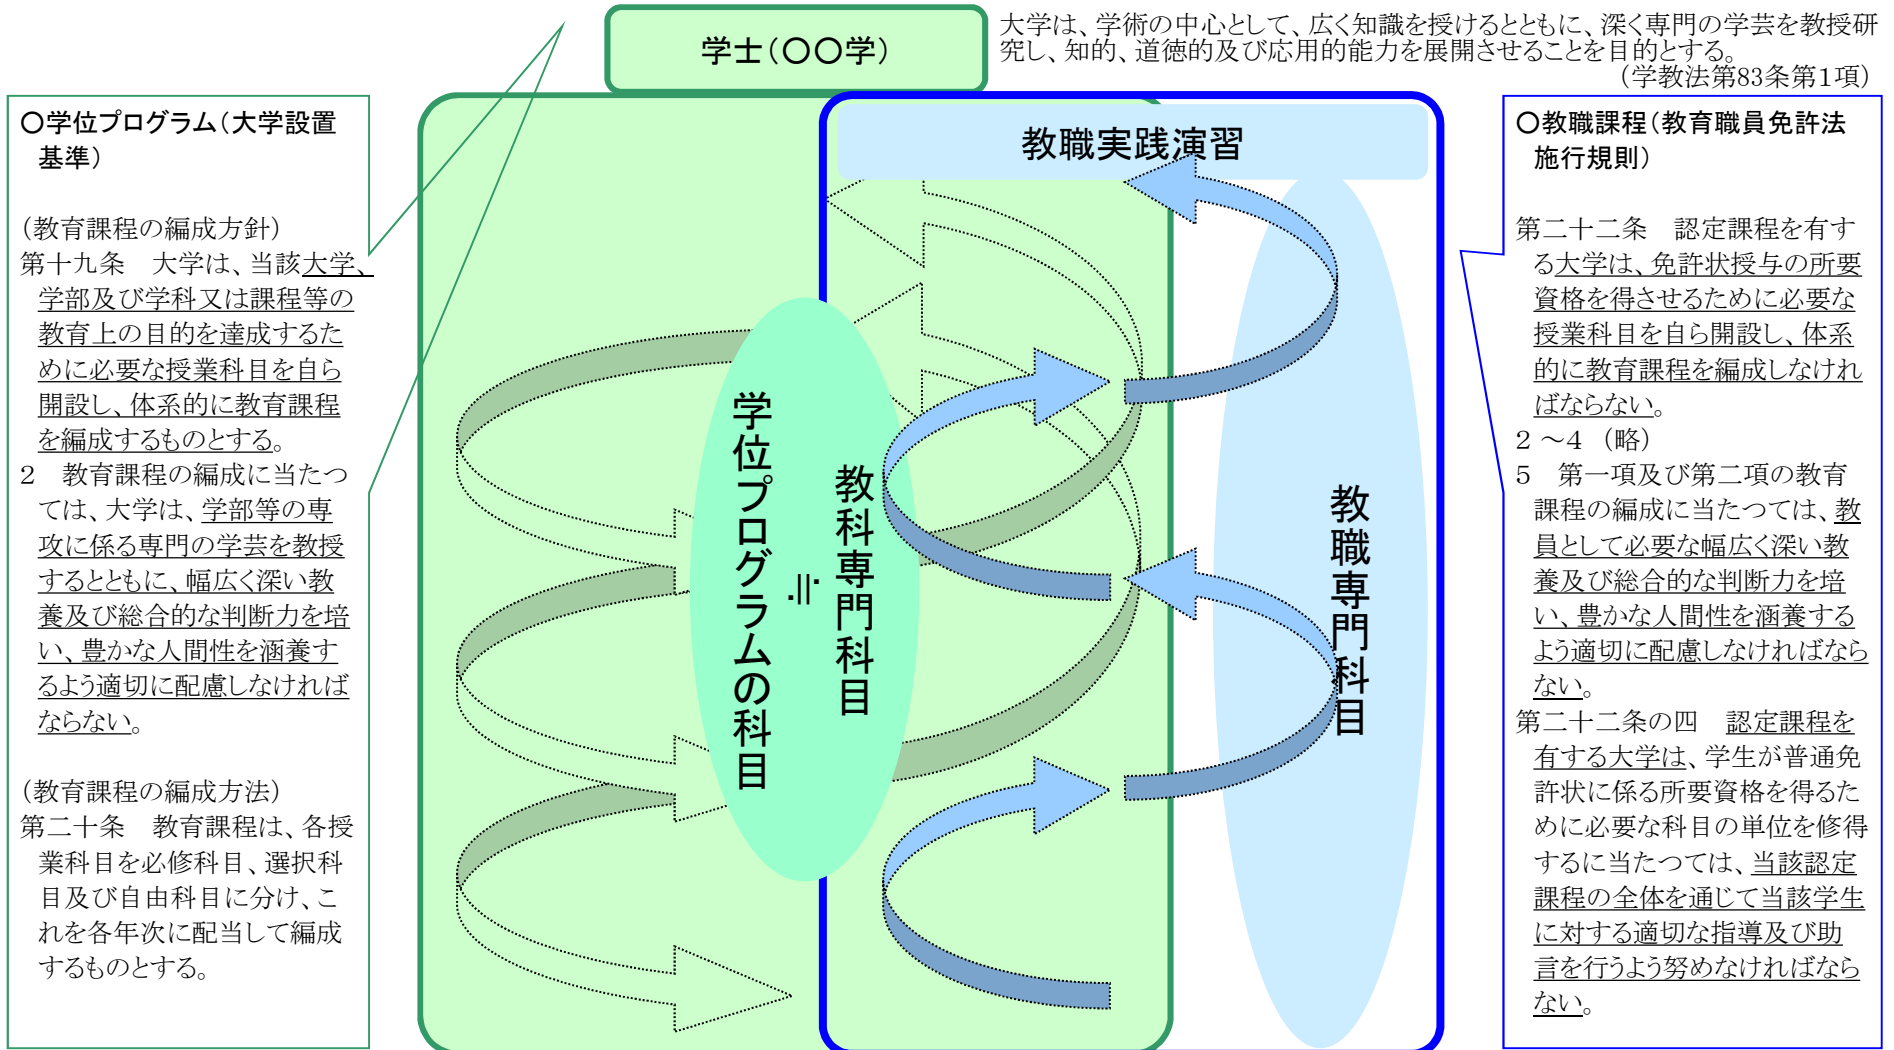 学士(〇〇学)
大学は、学術の中心として、広く知識を授けるとともに、深く専門の学芸を教授研
究し、知的、道徳的及び応用的能力を展開させることを目的とする。
(学教法第83条第1項)
〇学位プログラム(大学設置
基準)
(教育課程の編成方針)
第十九条 大学は、当該大学、
学部及び学科又は課程等の
教育上の目的を達成するた
めに必要な授業科目を自ら
開設し、体系的に教育課程
を編成するものとする。
2 教育課程の編成に当たつ
ては、大学は、学部等の専
攻に係る専門の学芸を教授
するとともに、幅広く深い教
養及び総合的な判断力を培
い、豊かな人間性を涵養す
るよう適切に配慮しなければ
ならない。
(教育課程の編成方法)
第二十条 教育課程は、各授
業科目を必修科目、選択科
目及び自由科目に分け、こ
れを各年次に配当して編成
するものとする。
教職実践演習
学位プログラムの科目
≒
教科専門科目
教職専門科目
〇教職課程(教育職員免許法
施行規則)
第二十二条 認定課程を有す
る大学は、免許状授与の所要
資格を得させるために必要な
授業科目を自ら開設し、体系
的に教育課程を編成しなけれ
ばならない。
2~4 (略)
5 第一項及び第二項の教育
課程の編成に当たつては、教
員として必要な幅広く深い教
養及び総合的な判断力を培
い、豊かな人間性を涵養する
よう適切に配慮しなければなら
ない。
第二十二条の四 認定課程を
有する大学は、学生が普通免
許状に係る所要資格を得るた
めに必要な科目の単位を修得
するに当たつては、当該認定
課程の全体を通じて当該学生
に対する適切な指導及び助
言を行うよう努めなければなら
ない。